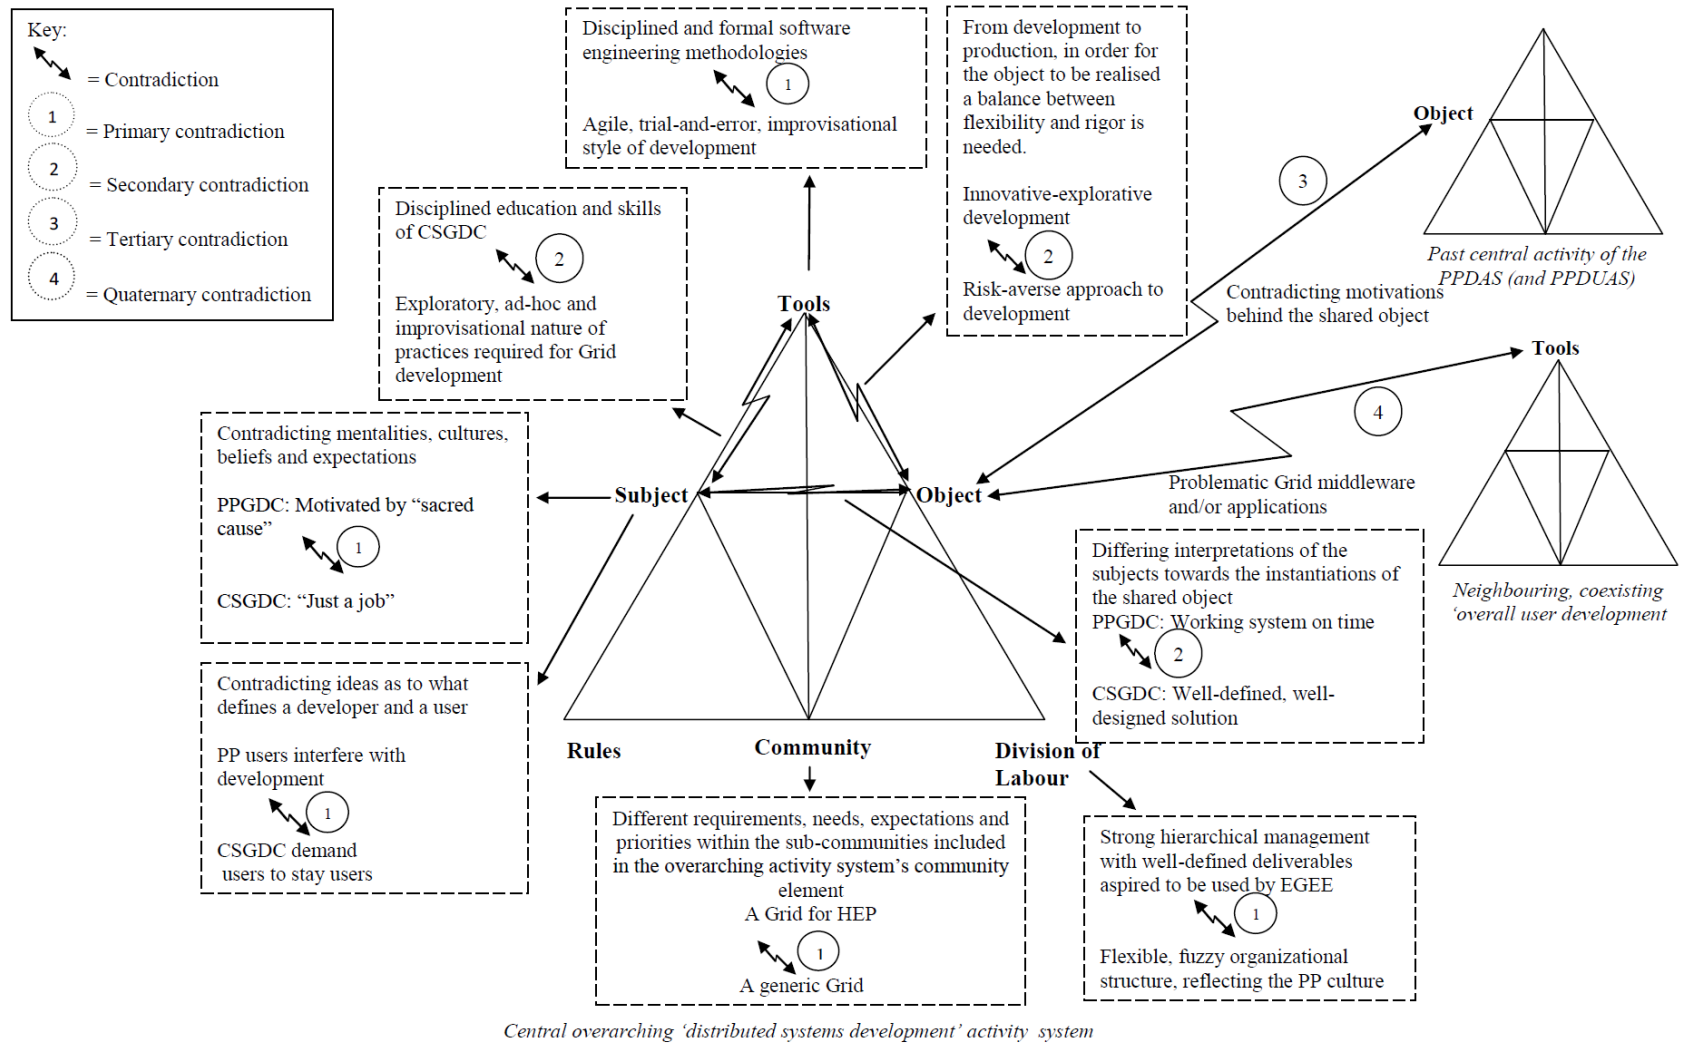 Key:
= Contradiction
1
= Primary contradiction
2
= Secondary contradiction
3
= Tertiary contradiction
4
= Quaternary contradiction
Disciplined and formal software
engineering methodologies
1
Agile, trial-and-error, improvisational
style of development
From development to
production, in order for
the object to be realised
a balance between
flexibility and rigor is
needed.
Innovative-explorative
development
2
Risk-averse approach to
development
Object
3
Past central activity of the
PPDAS (and PPDUAS)
Contradicting motivations
behind the shared object
Disciplined education and skills
of CSGDC
2
Exploratory, ad-hoc and
improvisational nature of
practices required for Grid
development
Tools
Tools
4
Problematic Grid middleware
and/or applications
Neighbouring, coexisting
‘overall user development
Contradicting mentalities, cultures,
beliefs and expectations
PPGDC: Motivated by “sacred
cause”
1
CSGDC: “Just a job”
Subject
Object
Differing interpretations of the
subjects towards the instantiations of
the shared object
PPGDC: Working system on time
2
CSGDC: Well-defined, well-
designed solution
Contradicting ideas as to what
defines a developer and a user
PP users interfere with
development
1
CSGDC demand
users to stay users
Rules
Community
Division of
Labour
Different requirements, needs, expectations and
priorities within the sub-communities included
in the overarching activity system’s community
element
A Grid for HEP
1
A generic Grid
Strong hierarchical management
with well-defined deliverables
aspired to be used by EGEE
1
Flexible, fuzzy organizational
structure, reflecting the PP culture
Central overarching ‘distributed systems development’ activity system